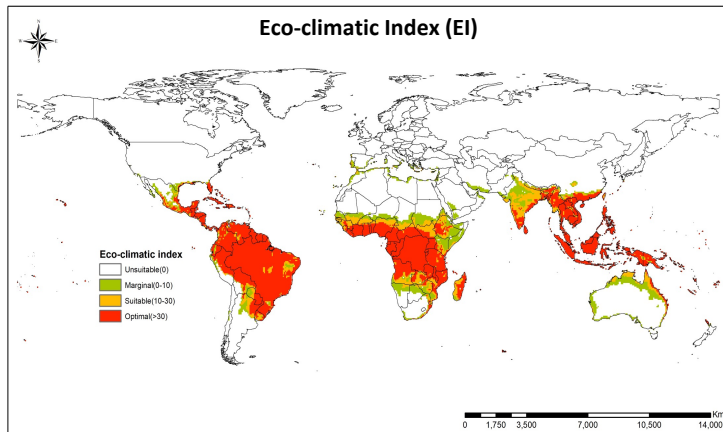 Eco-climatic Index (EI)
N
W
E
S
Eco-climatic index
Unsuitable(0)
Marginal(0-10)
Suitable(10-30)
Optimal(>30)
Km
0 1,750 3,500 7,000 10,500 14,000